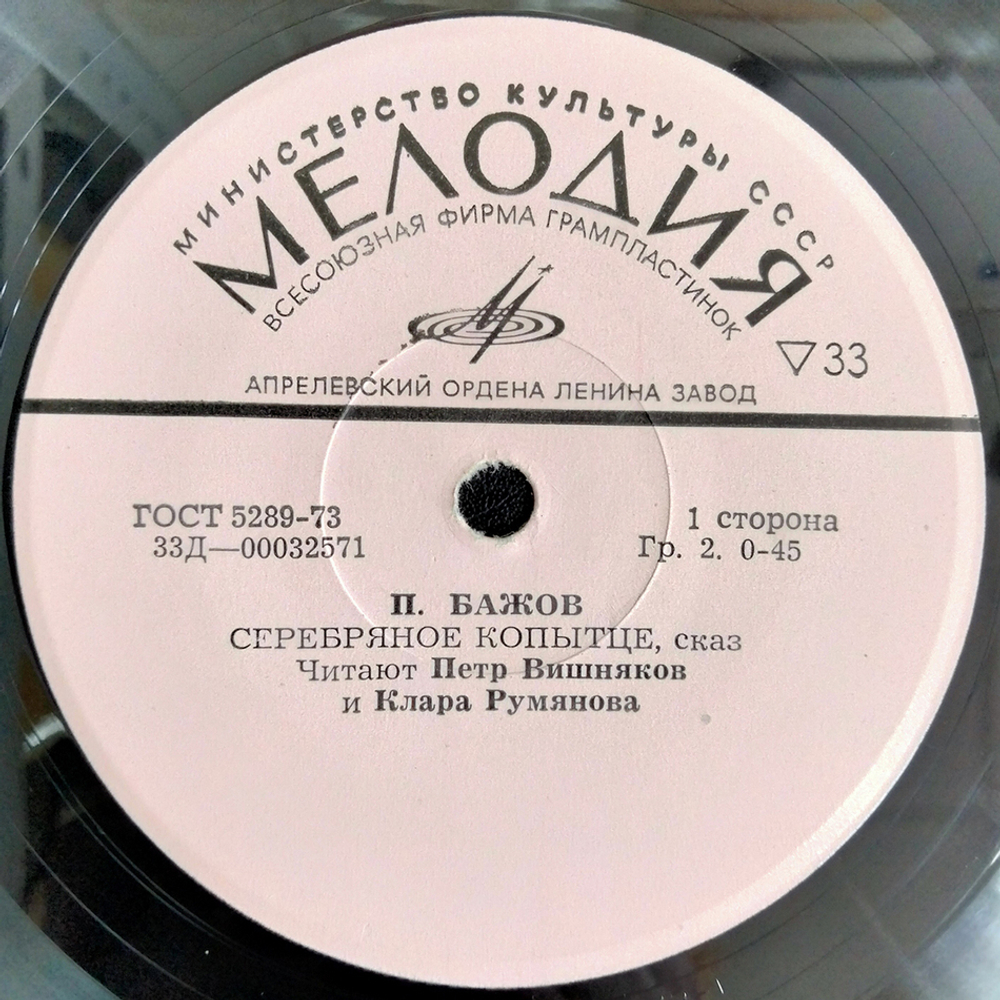 МИНИСТЕРСТВО КУЛЬТУРЫ СССР
МЕЛОДИЯ
ВСЕСОЮЗНАЯ ФИРМА ГРАМПЛАСТИНОК
▽33
АПРЕЛЕВСКИЙ ОРДЕНА ЛЕНИНА ЗАВОД
ГОСТ 5289-73
1 сторона
33Д—00032571
Гр. 2. 0-45
П. БАЖОВ
СЕРЕБРЯНОЕ КОПЫТЦЕ, сказ
Читают Петр Вишняков
и Клара Румянова